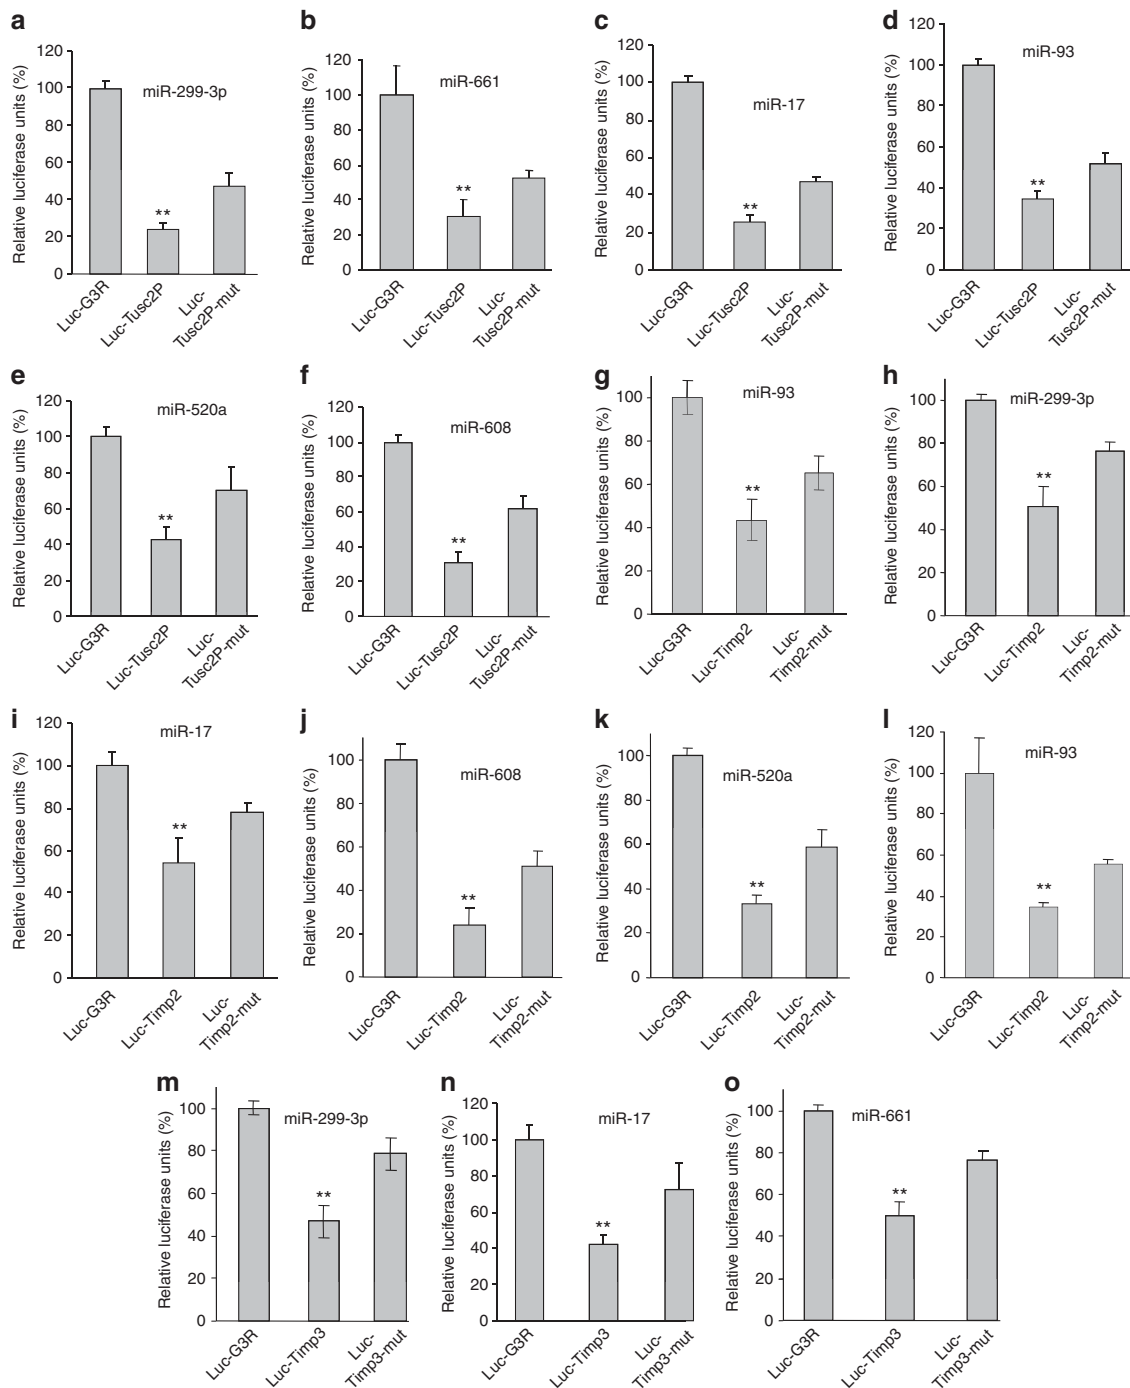 a
Relative luciferase units (%)
120
100
80
60
40
20
0
miR-299-3p
**
Luc-G3R
Luc-Tusc2P
Luc-
Tusc2P-mut
b
Relative luciferase units (%)
120
100
80
60
40
20
0
miR-661
**
Luc-G3R
Luc-Tusc2P
Luc-
Tusc2P-mut
c
Relative luciferase units (%)
120
100
80
60
40
20
0
miR-17
**
Luc-G3R
Luc-Tusc2P
Luc-
Tusc2P-mut
d
Relative luciferase units (%)
120
100
80
60
40
20
0
miR-93
**
Luc-G3R
Luc-Tusc2P
Luc-
Tusc2P-mut
e
Relative luciferase units (%)
120
100
80
60
40
20
0
miR-520a
**
Luc-G3R
Luc-Tusc2P
Luc-
Tusc2P-mut
f
Relative luciferase units (%)
120
100
80
60
40
20
0
miR-608
**
Luc-G3R
Luc-Tusc2P
Luc-
Tusc2P-mut
g
Relative luciferase units (%)
100
80
60
40
20
0
miR-93
**
Luc-G3R
Luc-Timp2
Luc-
Timp2-mut
h
Relative luciferase units (%)
100
80
60
40
20
0
miR-299-3p
**
Luc-G3R
Luc-Timp2
Luc-
Timp2-mut
i
Relative luciferase units (%)
120
100
80
60
40
20
0
miR-17
**
Luc-G3R
Luc-Timp2
Luc-
Timp2-mut
j
Relative luciferase units (%)
100
80
60
40
20
0
miR-608
**
Luc-G3R
Luc-Timp2
Luc-
Timp2-mut
k
Relative luciferase units (%)
100
80
60
40
20
0
miR-520a
**
Luc-G3R
Luc-Timp2
Luc-
Timp2-mut
l
Relative luciferase units (%)
120
100
80
60
40
20
0
miR-93
**
Luc-G3R
Luc-Timp2
Luc-
Timp2-mut
m
Relative luciferase units (%)
100
80
60
40
20
0
miR-299-3p
**
Luc-G3R
Luc-Timp3
Luc-
Timp3-mut
n
Relative luciferase units (%)
120
100
80
60
40
20
0
miR-17
**
Luc-G3R
Luc-Timp3
Luc-
Timp3-mut
o
Relative luciferase units (%)
100
80
60
40
20
0
miR-661
**
Luc-G3R
Luc-Timp3
Luc-
Timp3-mut